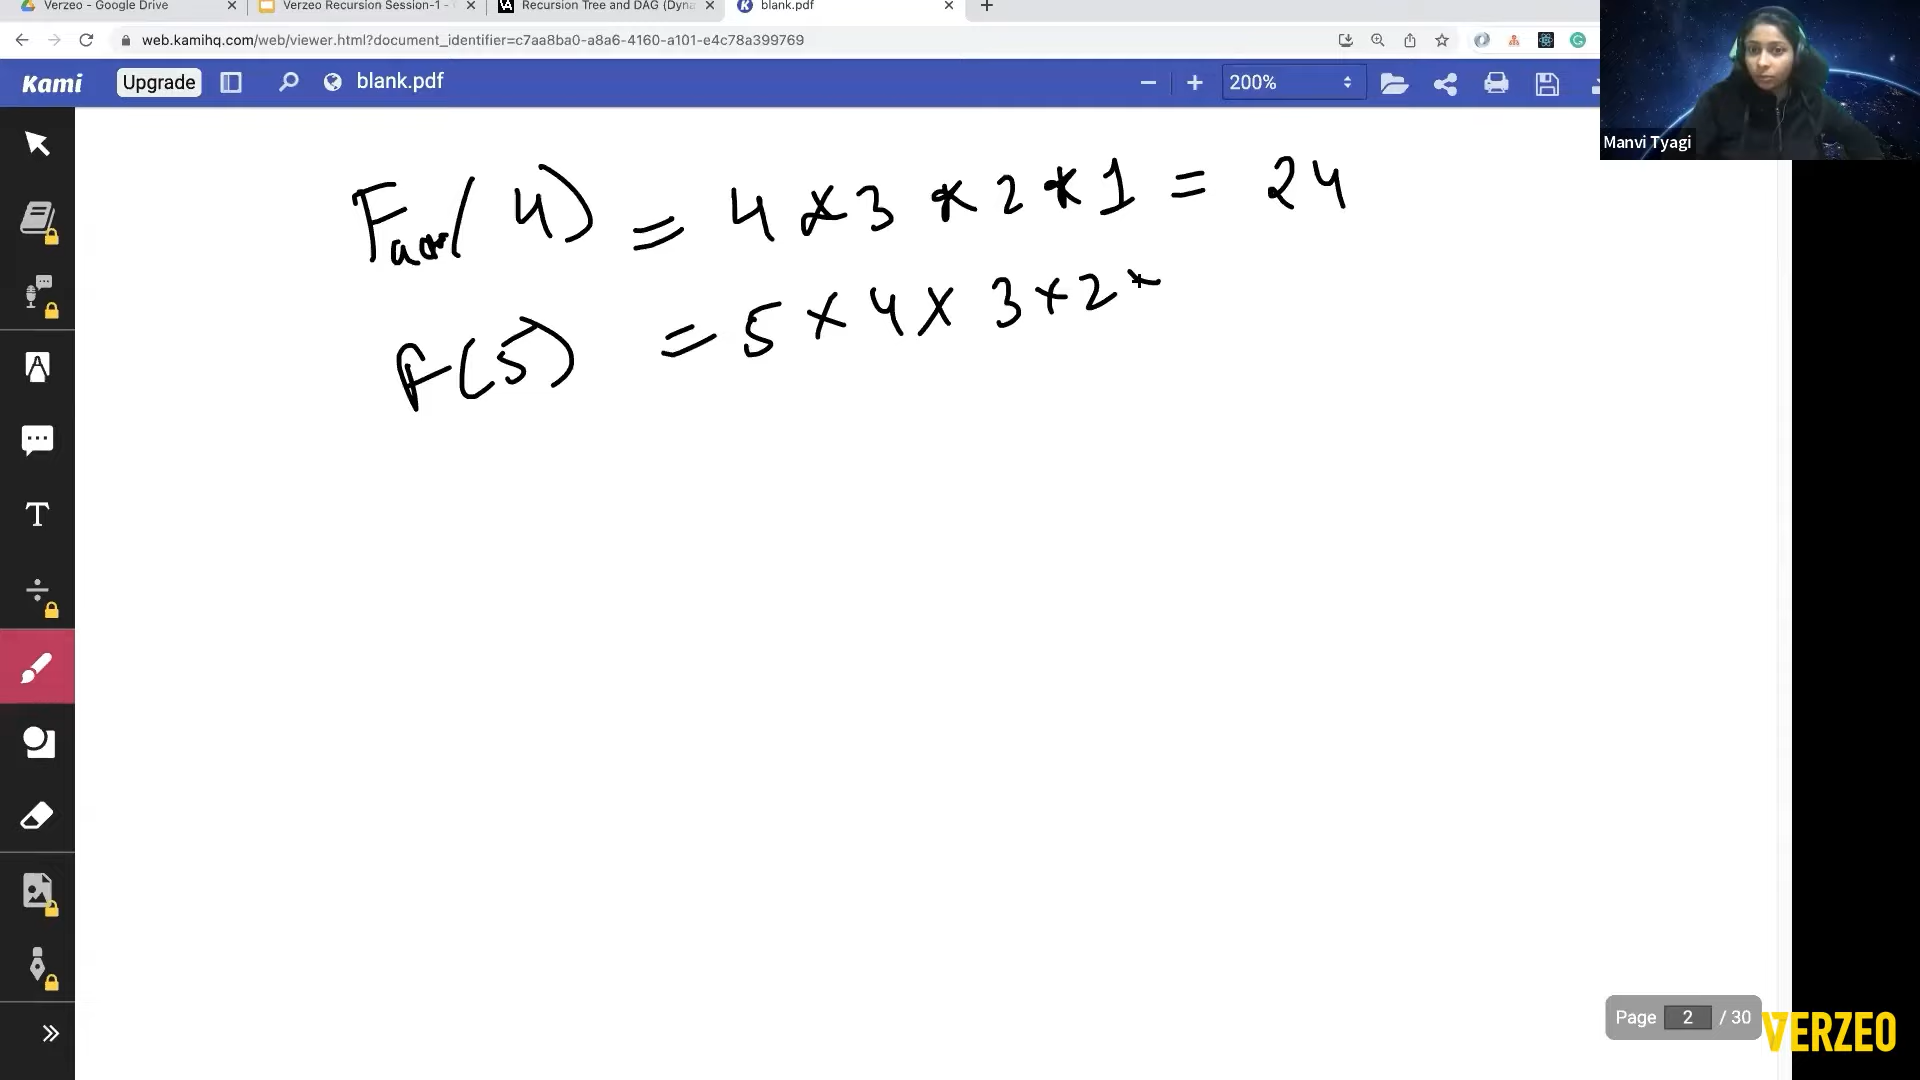 Verzeo - Google Drive
Verzeo Recursion Session-1 -
Recursion Tree and DAG (Dyna
blank.pdf
web.kamihq.com/web/viewer.html?document_identifier=c7aa8ba0-a8a6-4160-a101-e4c78a399769
Kami
Upgrade
blank.pdf
200%
Manvi Tyagi
4) = 4 × 3 * 2 * 1 = 24
F(5) = 5 × 4 × 3 × 2 *
Page 2 / 30
VERZEO